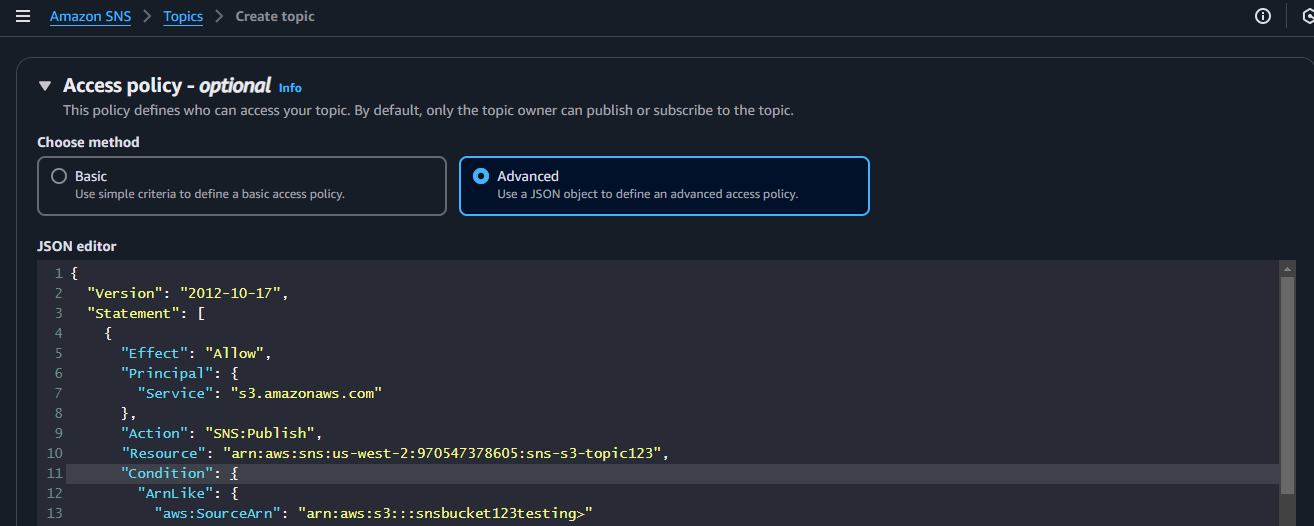 Amazon SNS > Topics > Create topic
Access policy - optional Info
This policy defines who can access your topic. By default, only the topic owner can publish or subscribe to the topic.
Choose method
Basic
Use simple criteria to define a basic access policy.
Advanced
Use a JSON object to define an advanced access policy.
JSON editor
1 {
2 "Version": "2012-10-17",
3 "Statement": [
4 {
5 "Effect": "Allow",
6 "Principal": {
7 "Service": "s3.amazonaws.com"
8 },
9 "Action": "SNS:Publish",
10 "Resource": "arn:aws:sns:us-west-2:970547378605:sns-s3-topic123",
11 "Condition": {
12 "ArnLike": {
13 "aws:SourceArn": "arn:aws:s3:::snsbucket123testing>"